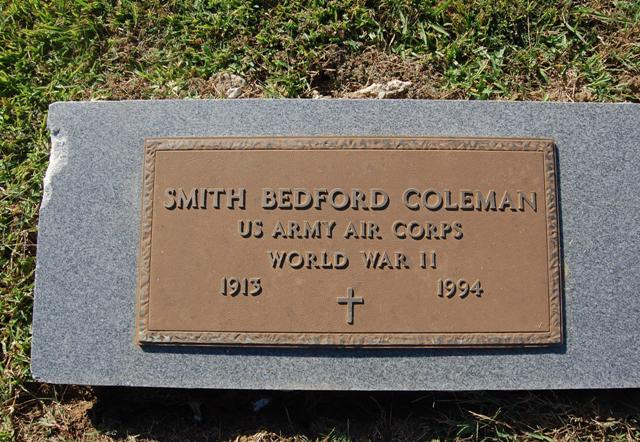 SMITH BEDFORD COLEMAN
US ARMY AIR CORPS
WORLD WAR II
1913 1994